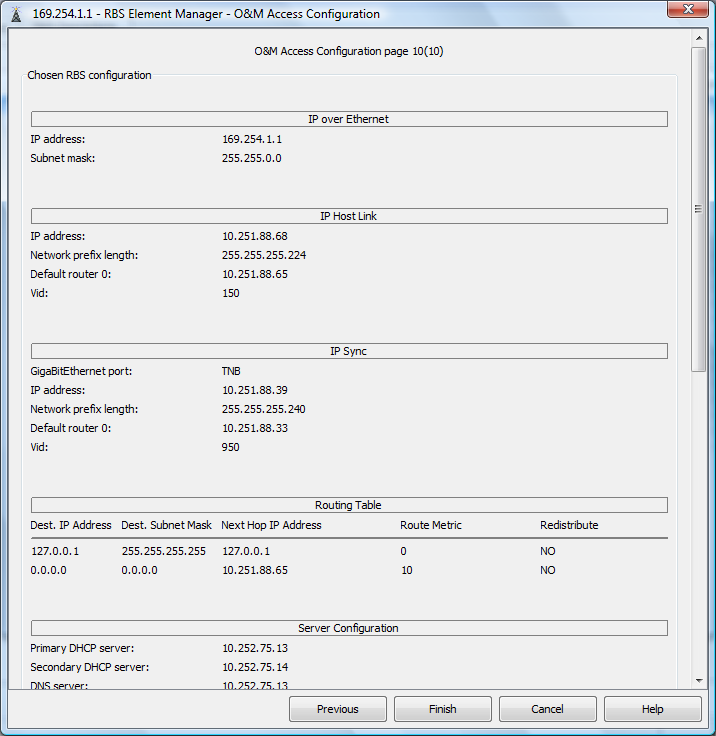 169.254.1.1 - RBS Element Manager - O&M Access Configuration
O&M Access Configuration page 10(10)
Chosen RBS configuration
IP over Ethernet
IP address: 169.254.1.1
Subnet mask: 255.255.0.0
IP Host Link
IP address: 10.251.88.68
Network prefix length: 255.255.255.224
Default router 0: 10.251.88.65
Vid: 150
IP Sync
GigaBitEthernet port: TNB
IP address: 10.251.88.39
Network prefix length: 255.255.255.240
Default router 0: 10.251.88.33
Vid: 950
Routing Table
Dest. IP Address Dest. Subnet Mask Next Hop IP Address Route Metric Redistribute
127.0.0.1 255.255.255.255 127.0.0.1 0 NO
0.0.0.0 0.0.0.0 10.251.88.65 10 NO
Server Configuration
Primary DHCP server: 10.252.75.13
Secondary DHCP server: 10.252.75.14
DNS server: 10.252.75.13
Previous Finish Cancel Help